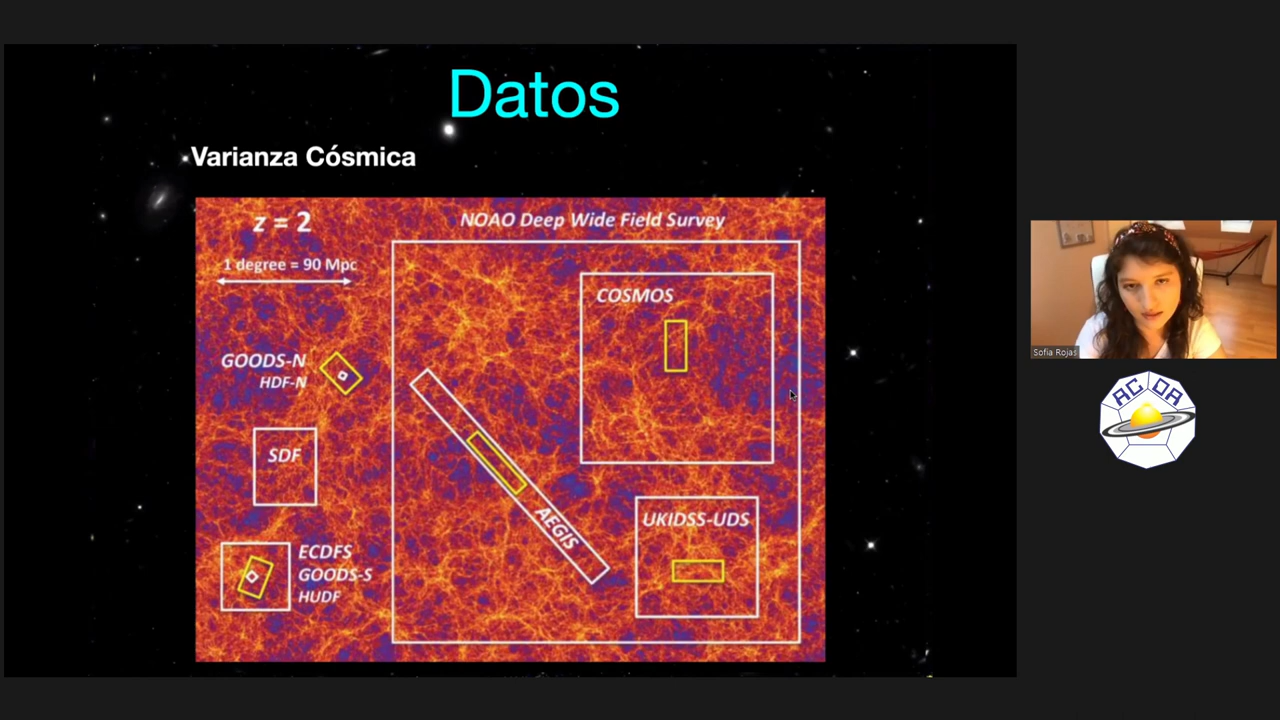 Datos
Varianza Cósmica
z = 2
NOAO Deep Wide Field Survey
1 degree = 90 Mpc
COSMOS
GOODS-N
HDF-N
SDF
AEGIS
UKIDSS-UDS
ECDFS
GOODS-S
HUDF
Sofia Rojas
ACOA